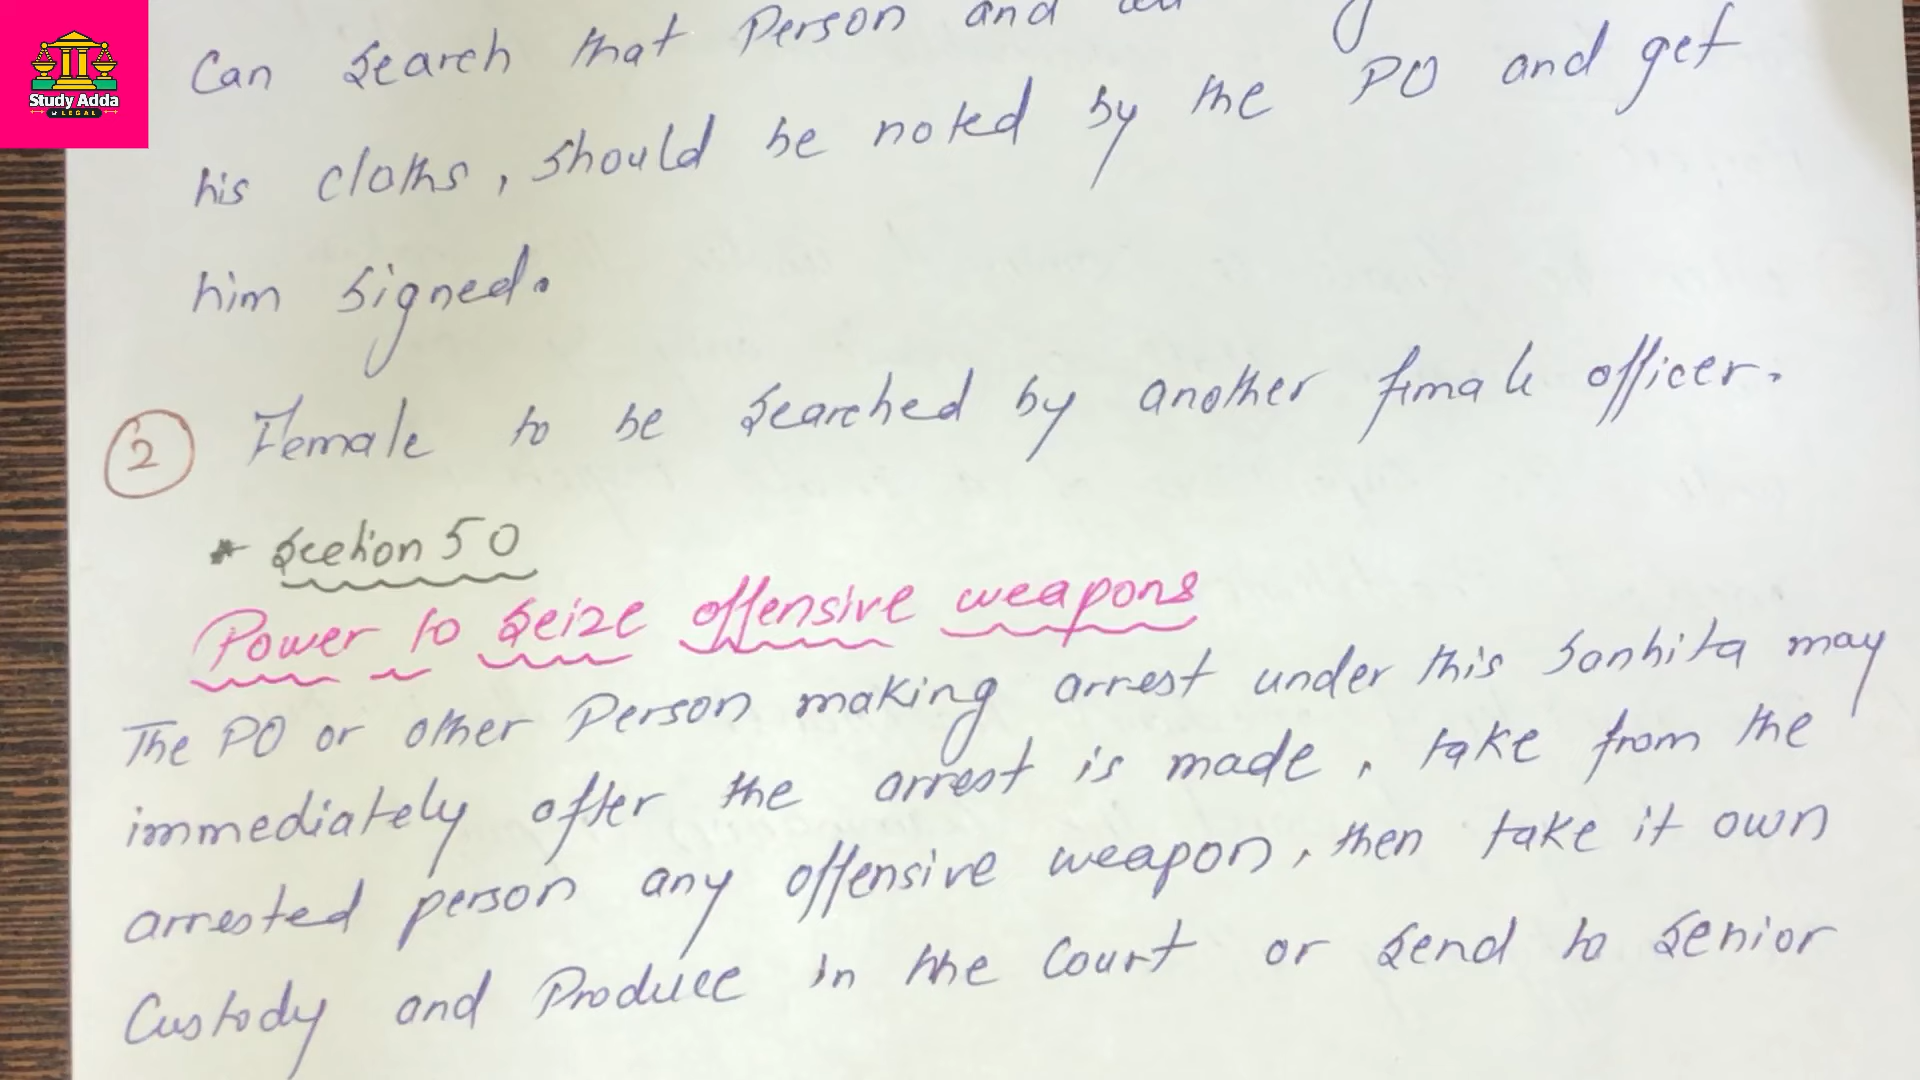 Study Adda
LEGAL
Can Search that Person and
his cloths, should be noted by the PO and get
him signed.
2 Female to be Searched by another female officer.
* Section 50
Power to Seize offensive weapons
The PO or other Person making arrest under this Sanhita may
immediately after the arrest is made, take from the
arrested person any offensive weapon, then take it own
Custody and Produce in the Court or Send to Senior